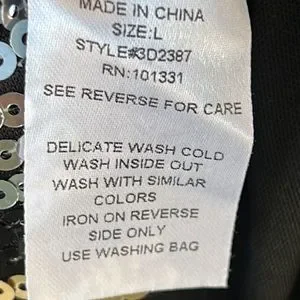 MADE IN CHINA
SIZE:L
STYLE#3D2387
RN:101331
SEE REVERSE FOR CARE
DELICATE WASH COLD
WASH INSIDE OUT
WASH WITH SIMILAR
COLORS
IRON ON REVERSE
SIDE ONLY
USE WASHING BAG